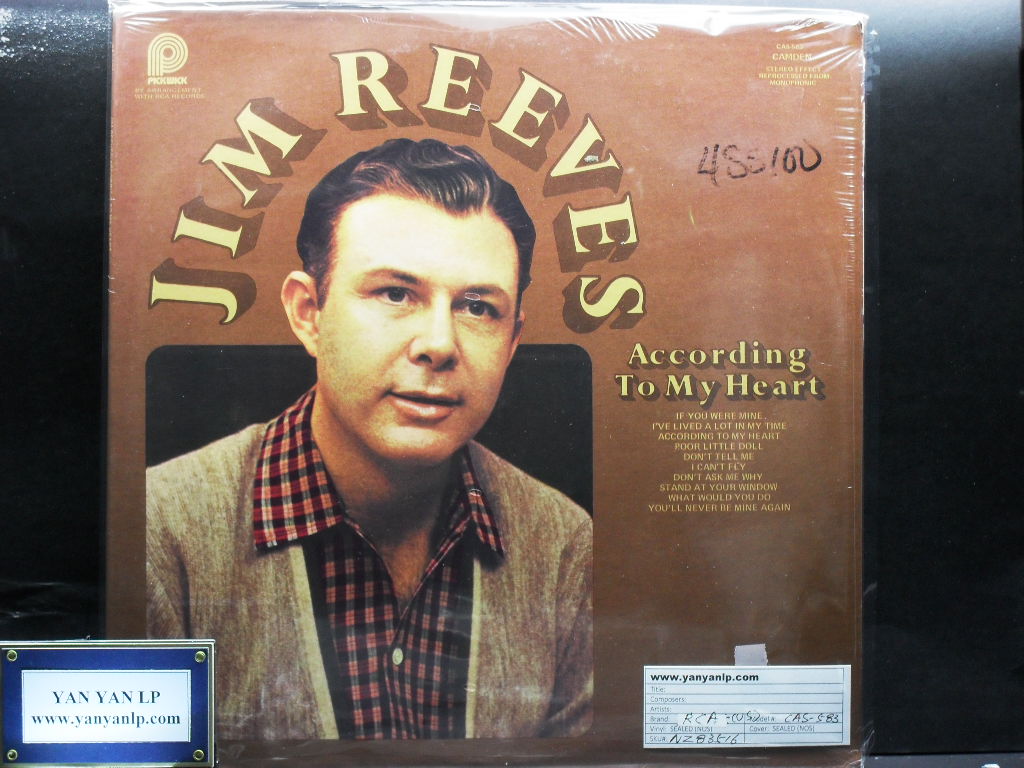 PICKWICK
BY ARRANGEMENT
WITH RCA RECORDS
JIM REEVES
CAS-583
CAMDEN
STEREO EFFECT
REPROCESSED FROM
MONOPHONIC
According
To My Heart
IF YOU WERE MINE,
I'VE LIVED A LOT IN MY TIME
ACCORDING TO MY HEART
POOR LITTLE DOLL
DON'T TELL ME
I CAN'T FLY
DON'T ASK ME WHY
STAND AT YOUR WINDOW
WHAT WOULD YOU DO
YOU'LL NEVER BE MINE AGAIN
YAN YAN LP
www.yanyanlp.com
www.yanyanlp.com
Title:
Composers:
Artists:
Brand: RCA (US) Model #: CAS-583
Vinyl: SEALED (NOS) Cover: SEALED (NOS)
SKU#: